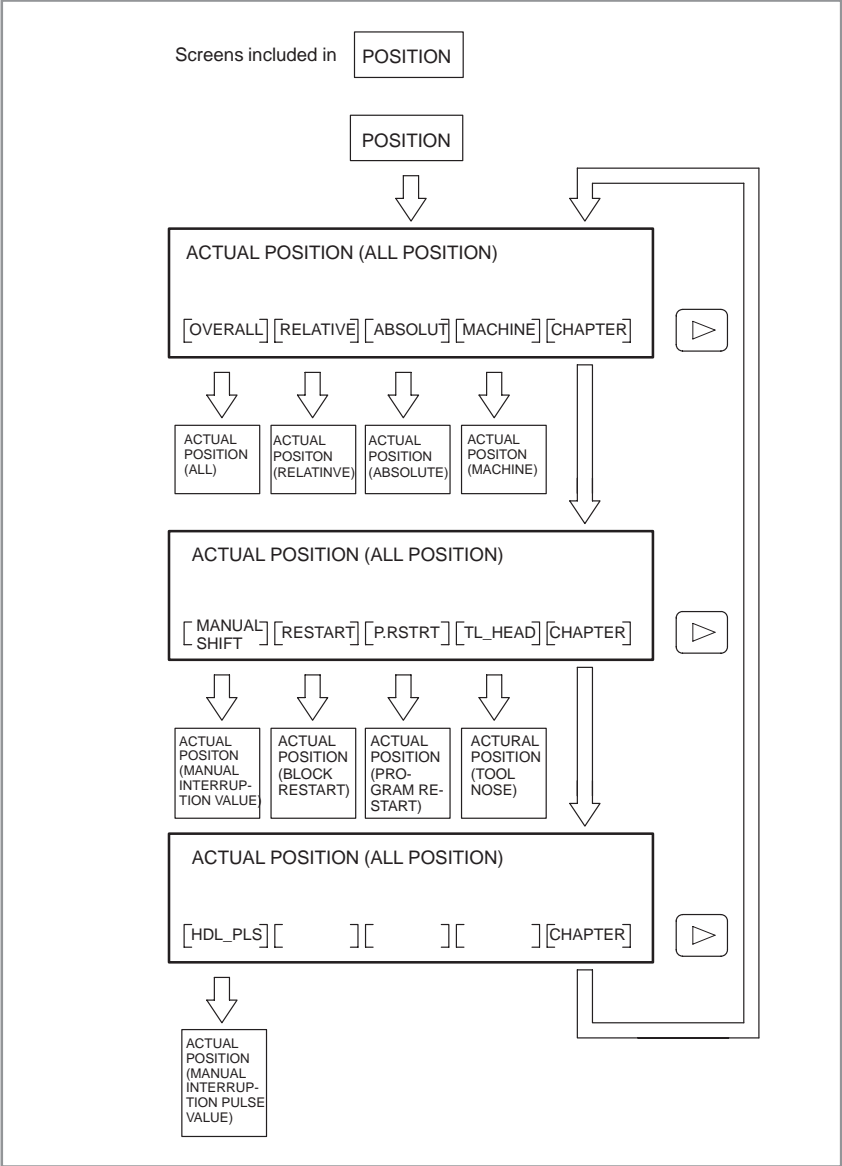 Screens included in POSITION
POSITION
ACTUAL POSITION (ALL POSITION)
[OVERALL] [RELATIVE] [ABSOLUT] [MACHINE] [CHAPTER]
ACTUAL
POSITION
(ALL)
ACTUAL
POSITON
(RELATINVE)
ACTUAL
POSITION
(ABSOLUTE)
ACTUAL
POSITON
(MACHINE)
ACTUAL POSITION (ALL POSITION)
[MANUAL
SHIFT] [RESTART] [P.RSTRT] [TL_HEAD] [CHAPTER]
ACTUAL
POSITON
(MANUAL
INTERRUP-
TION VALUE)
ACTUAL
POSITION
(BLOCK
RESTART)
ACTUAL
POSITION
(PRO-
GRAM RE-
START)
ACTURAL
POSITION
(TOOL
NOSE)
ACTUAL POSITION (ALL POSITION)
[HDL_PLS] [ ] [ ] [ ] [CHAPTER]
ACTUAL
POSITION
(MANUAL
INTERRUP-
TION PULSE
VALUE)